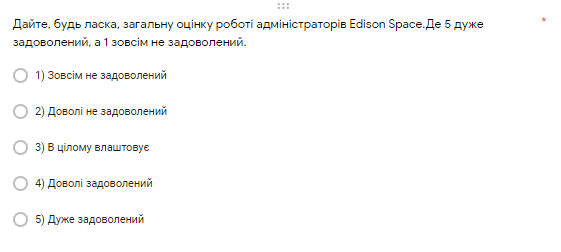 Дайте, будь ласка, загальну оцінку роботі адміністраторів Edison Space.Де 5 дуже *
задоволений, а 1 зовсім не задоволений.
1) Зовсім не задоволений
2) Доволі не задоволений
3) В цілому влаштовує
4) Доволі задоволений
5) Дуже задоволений